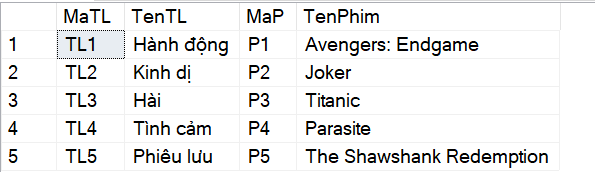 MaTL TenTL MaP TenPhim
1 TL1 Hành động P1 Avengers: Endgame
2 TL2 Kinh dị P2 Joker
3 TL3 Hài P3 Titanic
4 TL4 Tình cảm P4 Parasite
5 TL5 Phiêu lưu P5 The Shawshank Redemption